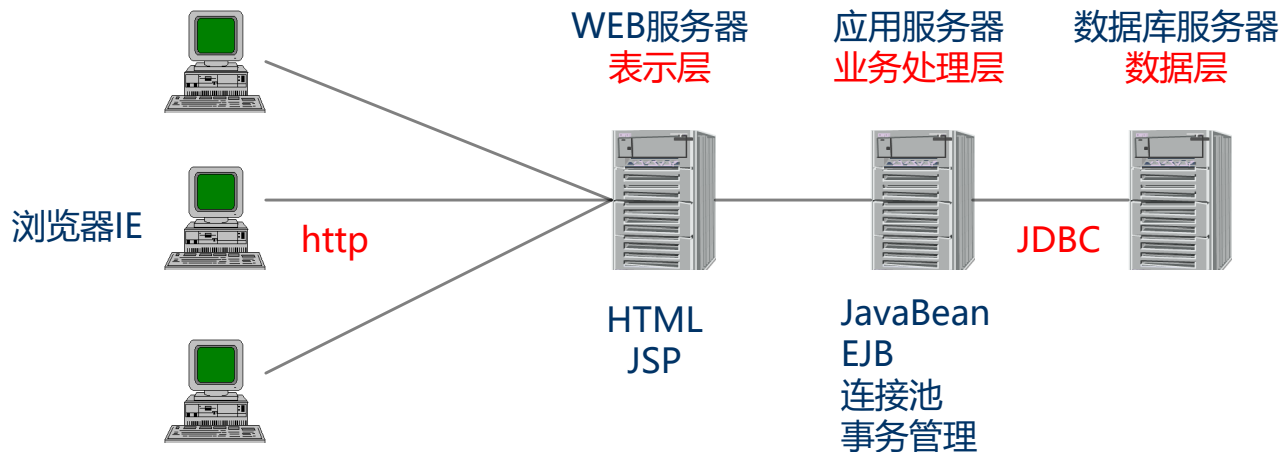 WEB服务器
表示层
应用服务器
业务处理层
数据库服务器
数据层
浏览器IE
http
JDBC
HTML
JSP
JavaBean
EJB
连接池
事务管理